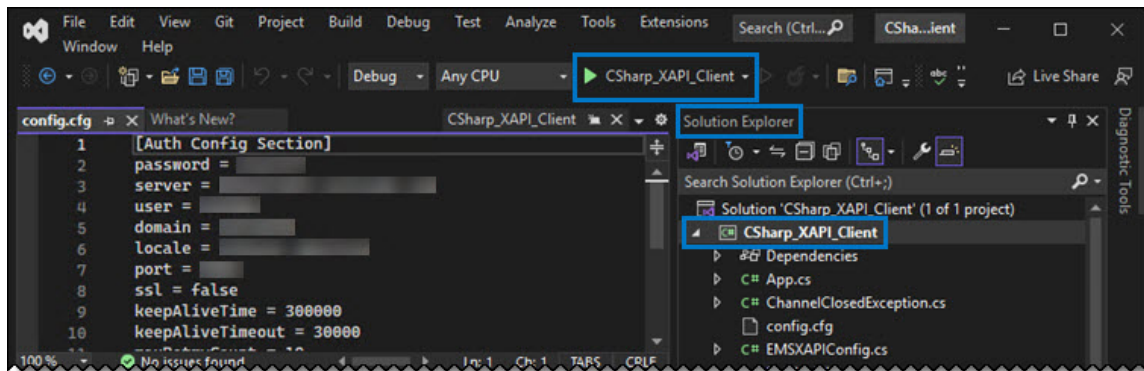 File Edit View Git Project Build Debug Test Analyze Tools Extensions Search (Ctrl... CSha...ient
Window Help
Debug Any CPU CSharp_XAPI_Client Live Share
config.cfg What's New? CSharp_XAPI_Client
1 [Auth Config Section]
2 password =
3 server =
4 user =
5 domain =
6 locale =
7 port =
8 ssl = false
9 keepAliveTime = 300000
10 keepAliveTimeout = 30000
100 % No issues found Ln: 1 Ch: 1 TABS CRLF
Solution Explorer
Search Solution Explorer (Ctrl+;)
Solution 'CSharp_XAPI_Client' (1 of 1 project)
C# CSharp_XAPI_Client
Dependencies
C# App.cs
C# ChannelClosedException.cs
config.cfg
C# EMSXAPIConfig.cs
Diagnostic Tools